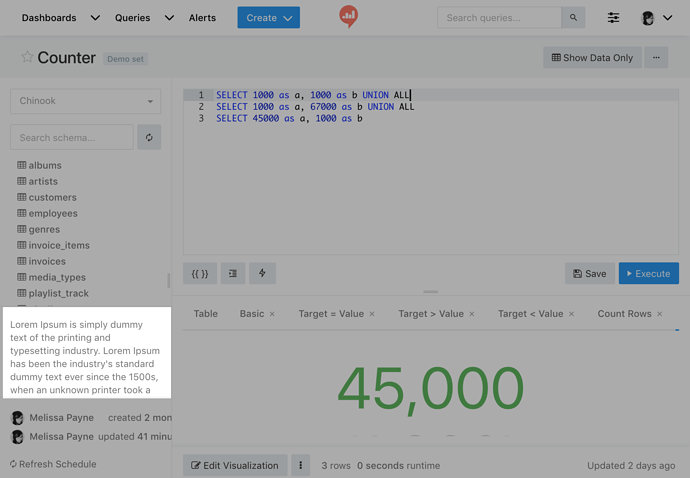 Dashboards Queries Alerts Create Search queries...
Counter Demo set Show Data Only
Chinook
Search schema...
albums
artists
customers
employees
genres
invoice_items
invoices
media_types
playlist_track
Lorem Ipsum is simply dummy
text of the printing and
typesetting industry. Lorem Ipsum
has been the industry's standard
dummy text ever since the 1500s,
when an unknown printer took a
Melissa Payne created 2 mon
Melissa Payne updated 41 minu
Refresh Schedule
1 SELECT 1000 as a, 1000 as b UNION ALL
2 SELECT 1000 as a, 67000 as b UNION ALL
3 SELECT 45000 as a, 1000 as b
{{ }} Save Execute
Table Basic × Target = Value × Target > Value × Target < Value × Count Rows ×
45,000
Edit Visualization 3 rows 0 seconds runtime Updated 2 days ago